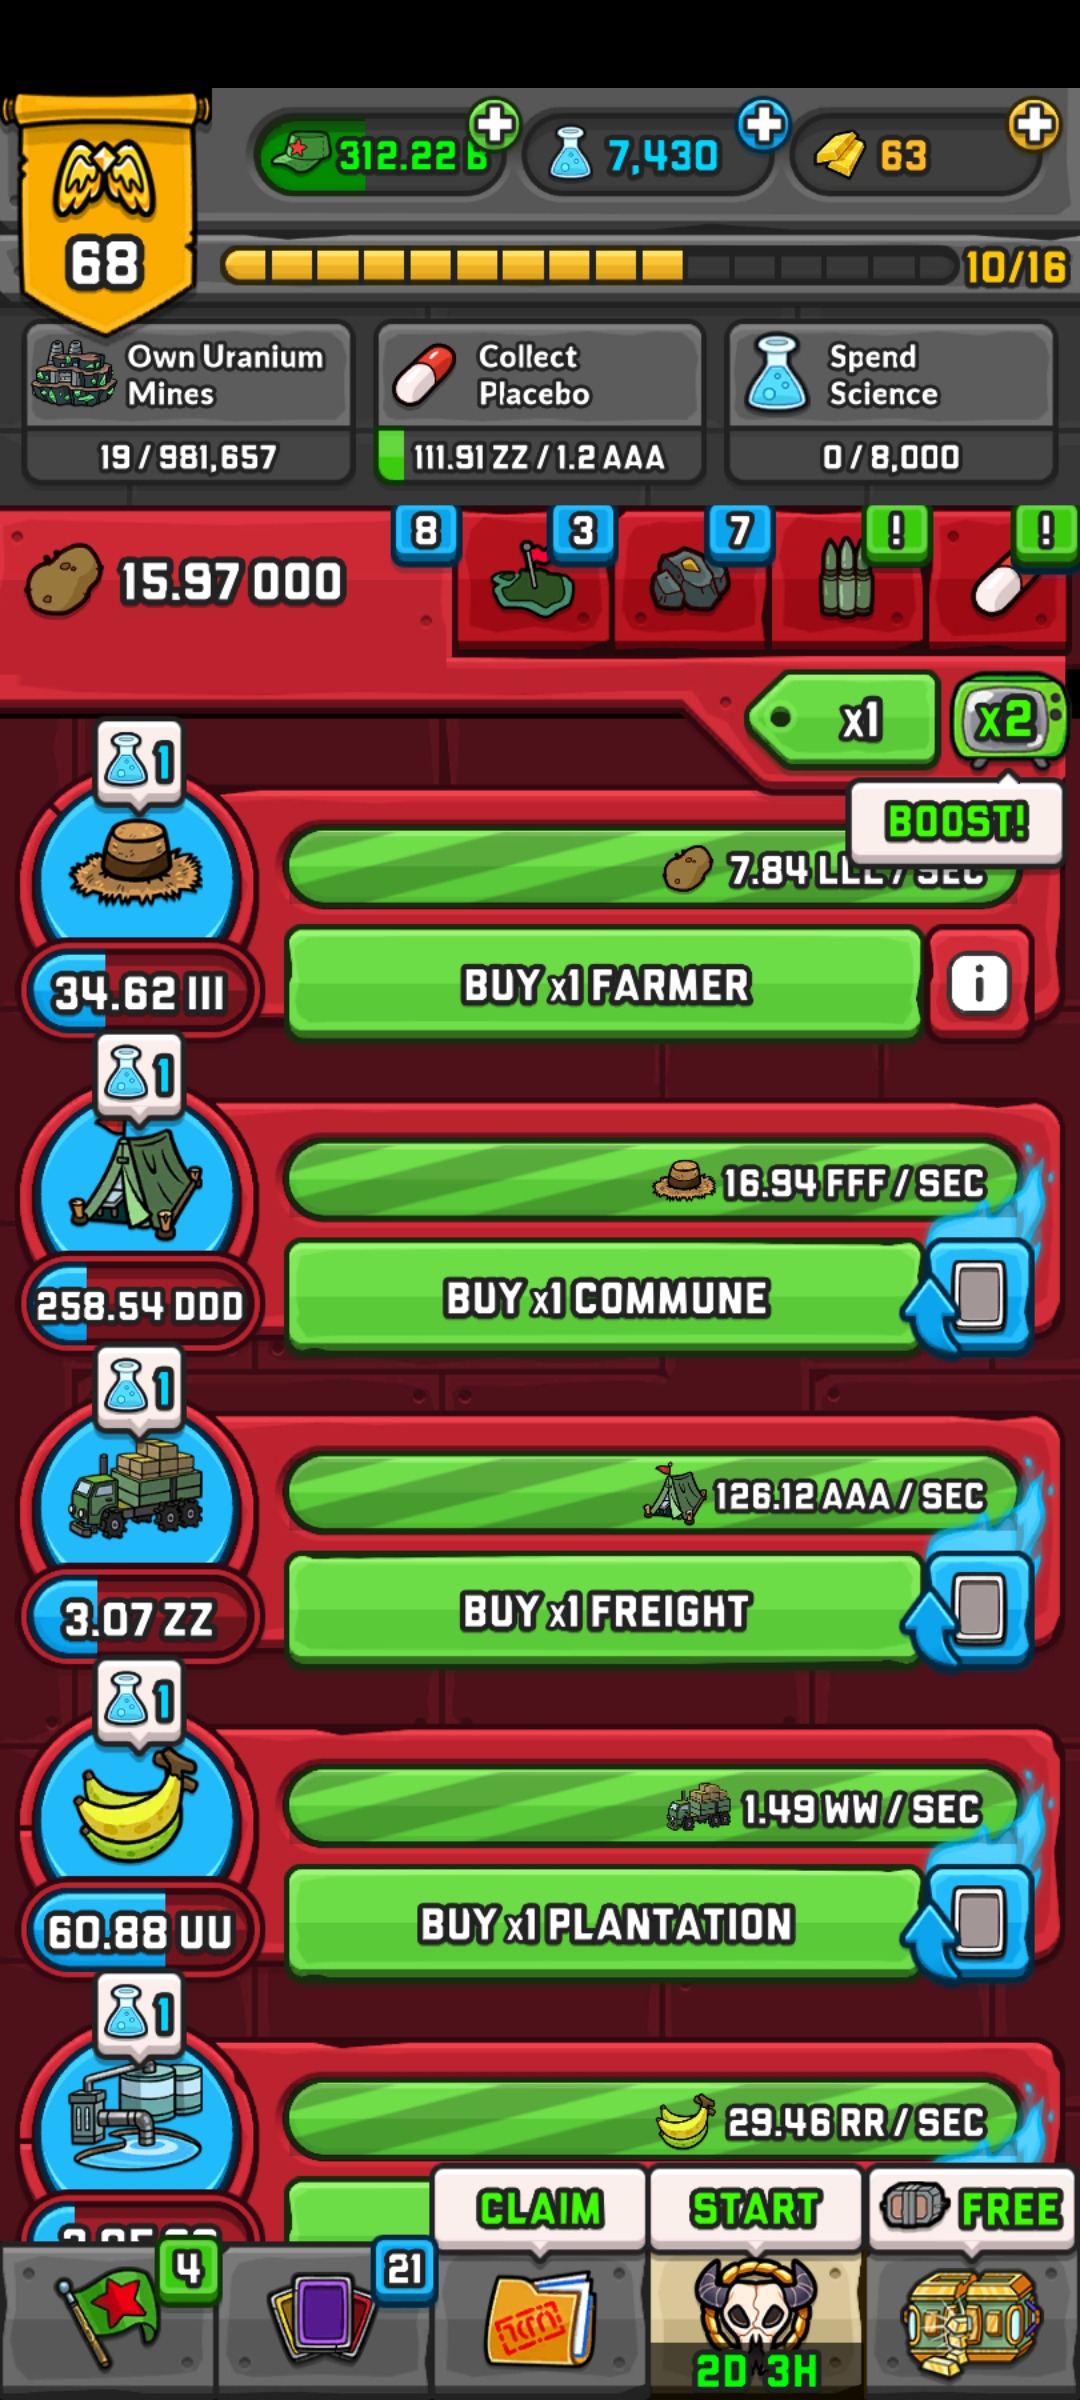 312.22 B
7,430
63
68
10/16
Own Uranium
Mines
19 / 981,657
Collect
Placebo
111.91 ZZ / 1.2 AAA
Spend
Science
0 / 8,000
15.97 OOO
8
3
7
!
!
x1
x2
BOOST!
1
7.84 LLL / SEC
34.62 III
BUY x1 FARMER
i
1
16.94 FFF / SEC
258.54 DDD
BUY x1 COMMUNE
1
126.12 AAA / SEC
3.07 ZZ
BUY x1 FREIGHT
1
1.49 WW / SEC
60.88 UU
BUY x1 PLANTATION
1
29.46 RR / SEC
CLAIM
START
FREE
4
21
2D 3H